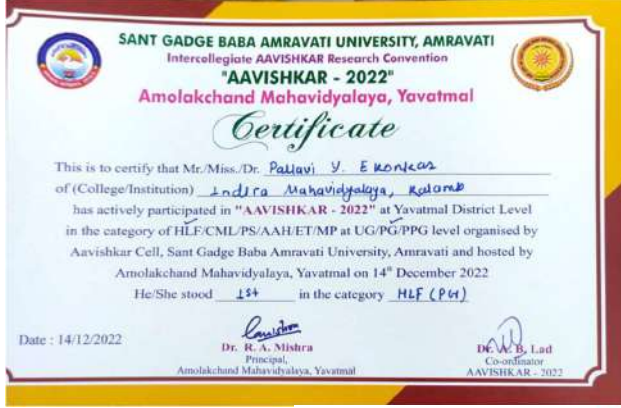 SANT GADGE BABA AMRAVATI UNIVERSITY, AMRAVATI
Intercollegiate AAVISHKAR Research Convention
"AAVISHKAR - 2022"
Amolakchand Mahavidyalaya, Yavatmal
Certificate
This is to certify that Mr./Miss./Dr. Pallavi Y. Ekonkar
of (College/Institution) Indira Mahavidyalaya, Kalamb
has actively participated in "AAVISHKAR - 2022" at Yavatmal District Level
in the category of HLF/CML/PS/AAH/ET/MP at UG/PG/PPG level organised by
Aavishkar Cell, Sant Gadge Baba Amravati University, Amravati and hosted by
Amolakchand Mahavidyalaya, Yavatmal on 14th December 2022
He/She stood 1st in the category HLF (PG)
Date : 14/12/2022
Dr. R. A. Mishra
Principal,
Amolakchand Mahavidyalaya, Yavatmal
Dr. A. B. Lad
Co-ordinator
AAVISHKAR - 2022